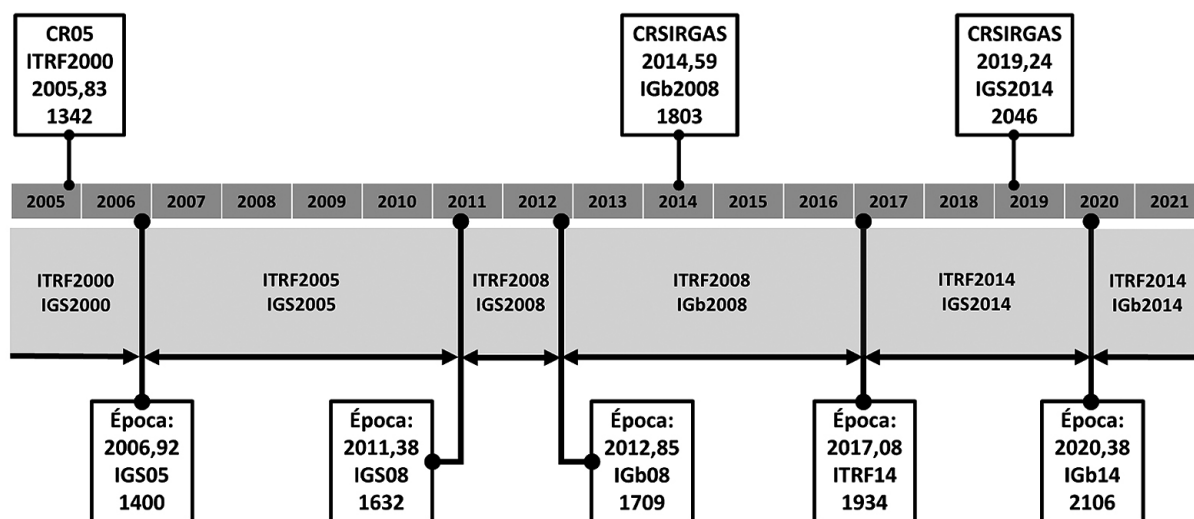 CR05
ITRF2000
2005,83
1342
CRSIRGAS
2014,59
IGb2008
1803
CRSIRGAS
2019,24
IGS2014
2046
2005 2006 2007 2008 2009 2010 2011 2012 2013 2014 2015 2016 2017 2018 2019 2020 2021
ITRF2000
IGS2000
ITRF2005
IGS2005
ITRF2008
IGS2008
ITRF2008
IGb2008
ITRF2014
IGS2014
ITRF2014
IGb2014
Época:
2006,92
IGS05
1400
Época:
2011,38
IGS08
1632
Época:
2012,85
IGb08
1709
Época:
2017,08
ITRF14
1934
Época:
2020,38
IGb14
2106